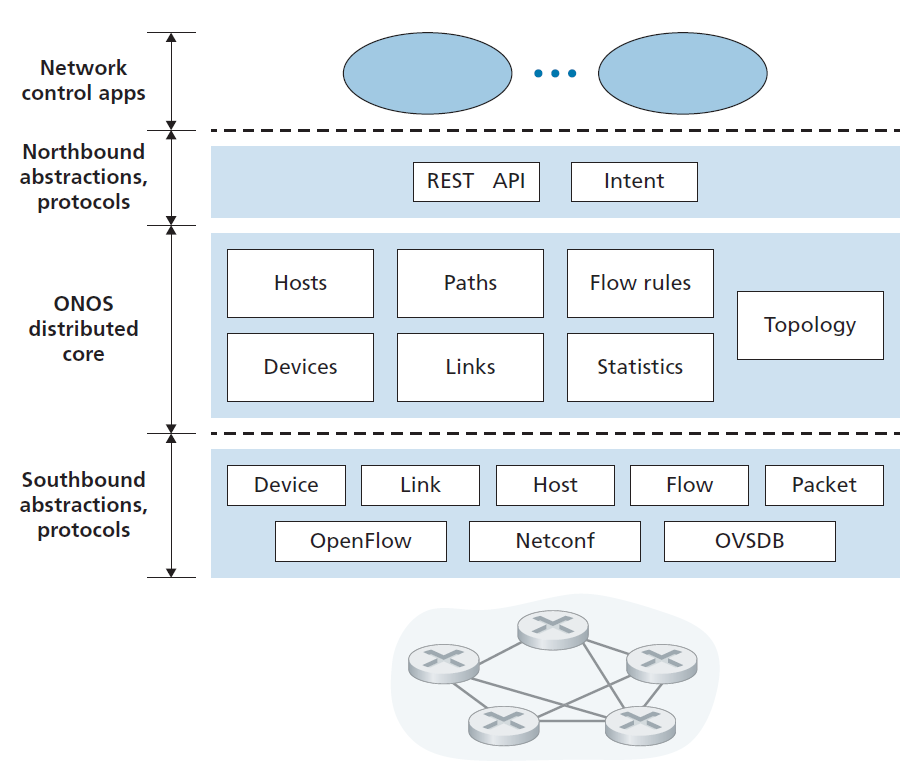 Network
control apps
Northbound
abstractions,
protocols
REST API
Intent
ONOS
distributed
core
Hosts
Paths
Flow rules
Topology
Devices
Links
Statistics
Southbound
abstractions,
protocols
Device
Link
Host
Flow
Packet
OpenFlow
Netconf
OVSDB